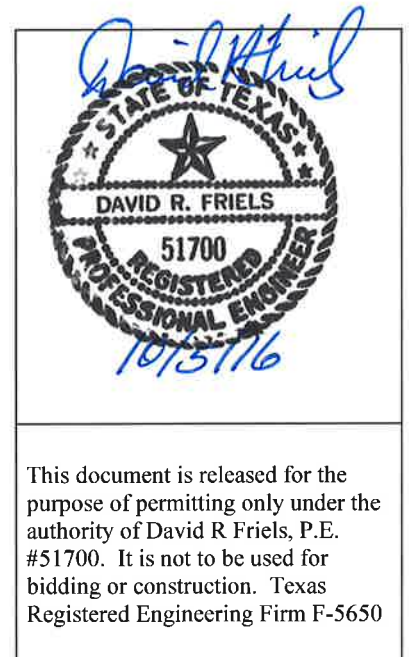 David R Friels
STATE OF TEXAS
DAVID R. FRIELS
51700
REGISTERED
PROFESSIONAL ENGINEER
10/5/16
This document is released for the
purpose of permitting only under the
authority of David R Friels, P.E.
#51700. It is not to be used for
bidding or construction. Texas
Registered Engineering Firm F-5650